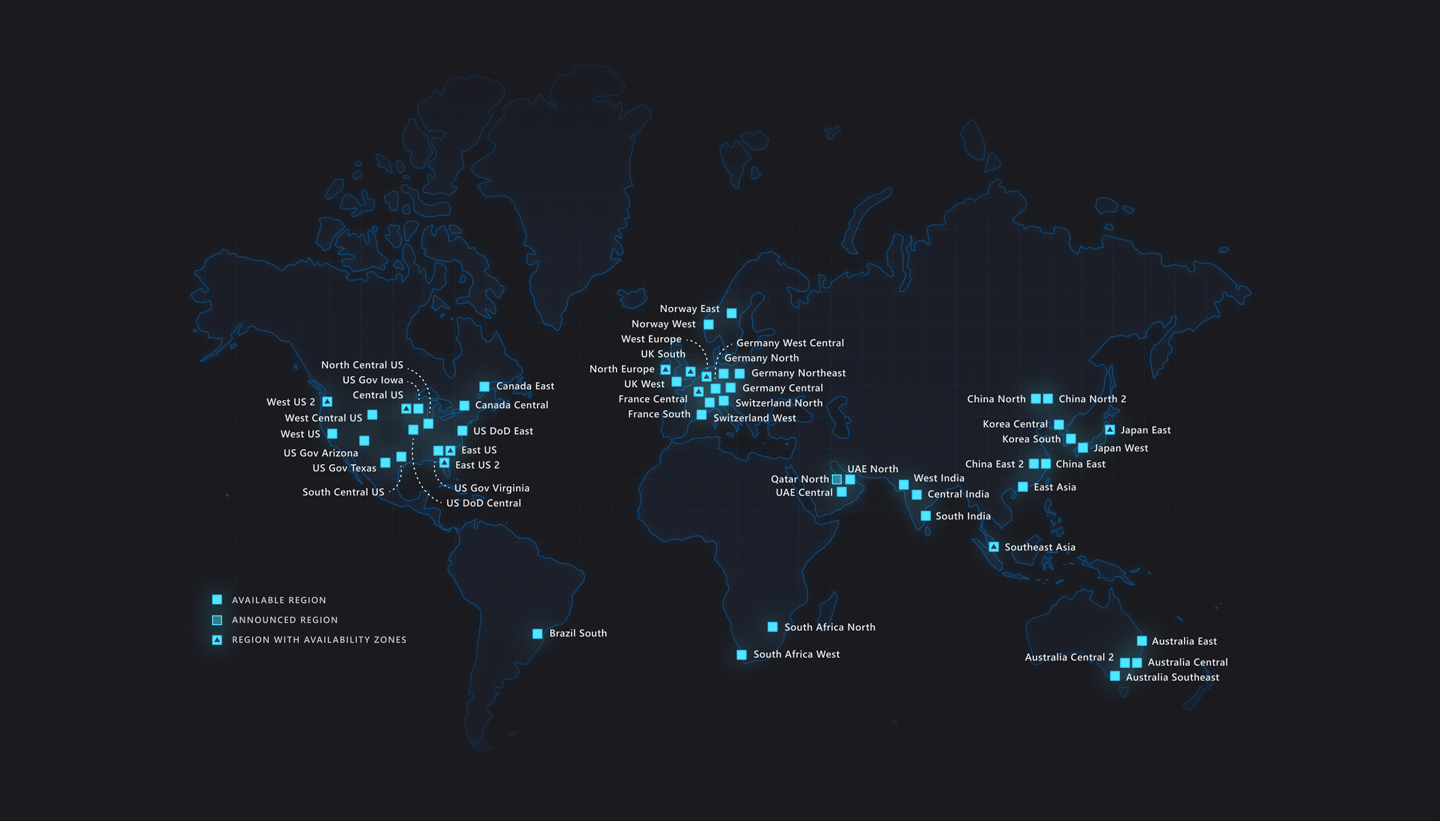 Norway East
Norway West
West Europe
Germany West Central
UK South
Germany North
North Central US
North Europe
Germany Northeast
US Gov Iowa
UK West
Canada East
Germany Central
Central US
France Central
China North
China North 2
West US 2
Canada Central
Switzerland North
France South
Switzerland West
West Central US
Korea Central
US DoD East
Japan East
West US
Korea South
Japan West
East US
US Gov Arizona
East US 2
China East 2
China East
US Gov Texas
UAE North
Qatar North
West India
US Gov Virginia
East Asia
South Central US
UAE Central
Central India
US DoD Central
South India
Southeast Asia
AVAILABLE REGION
ANNOUNCED REGION
REGION WITH AVAILABILITY ZONES
Brazil South
South Africa North
South Africa West
Australia East
Australia Central 2
Australia Central
Australia Southeast